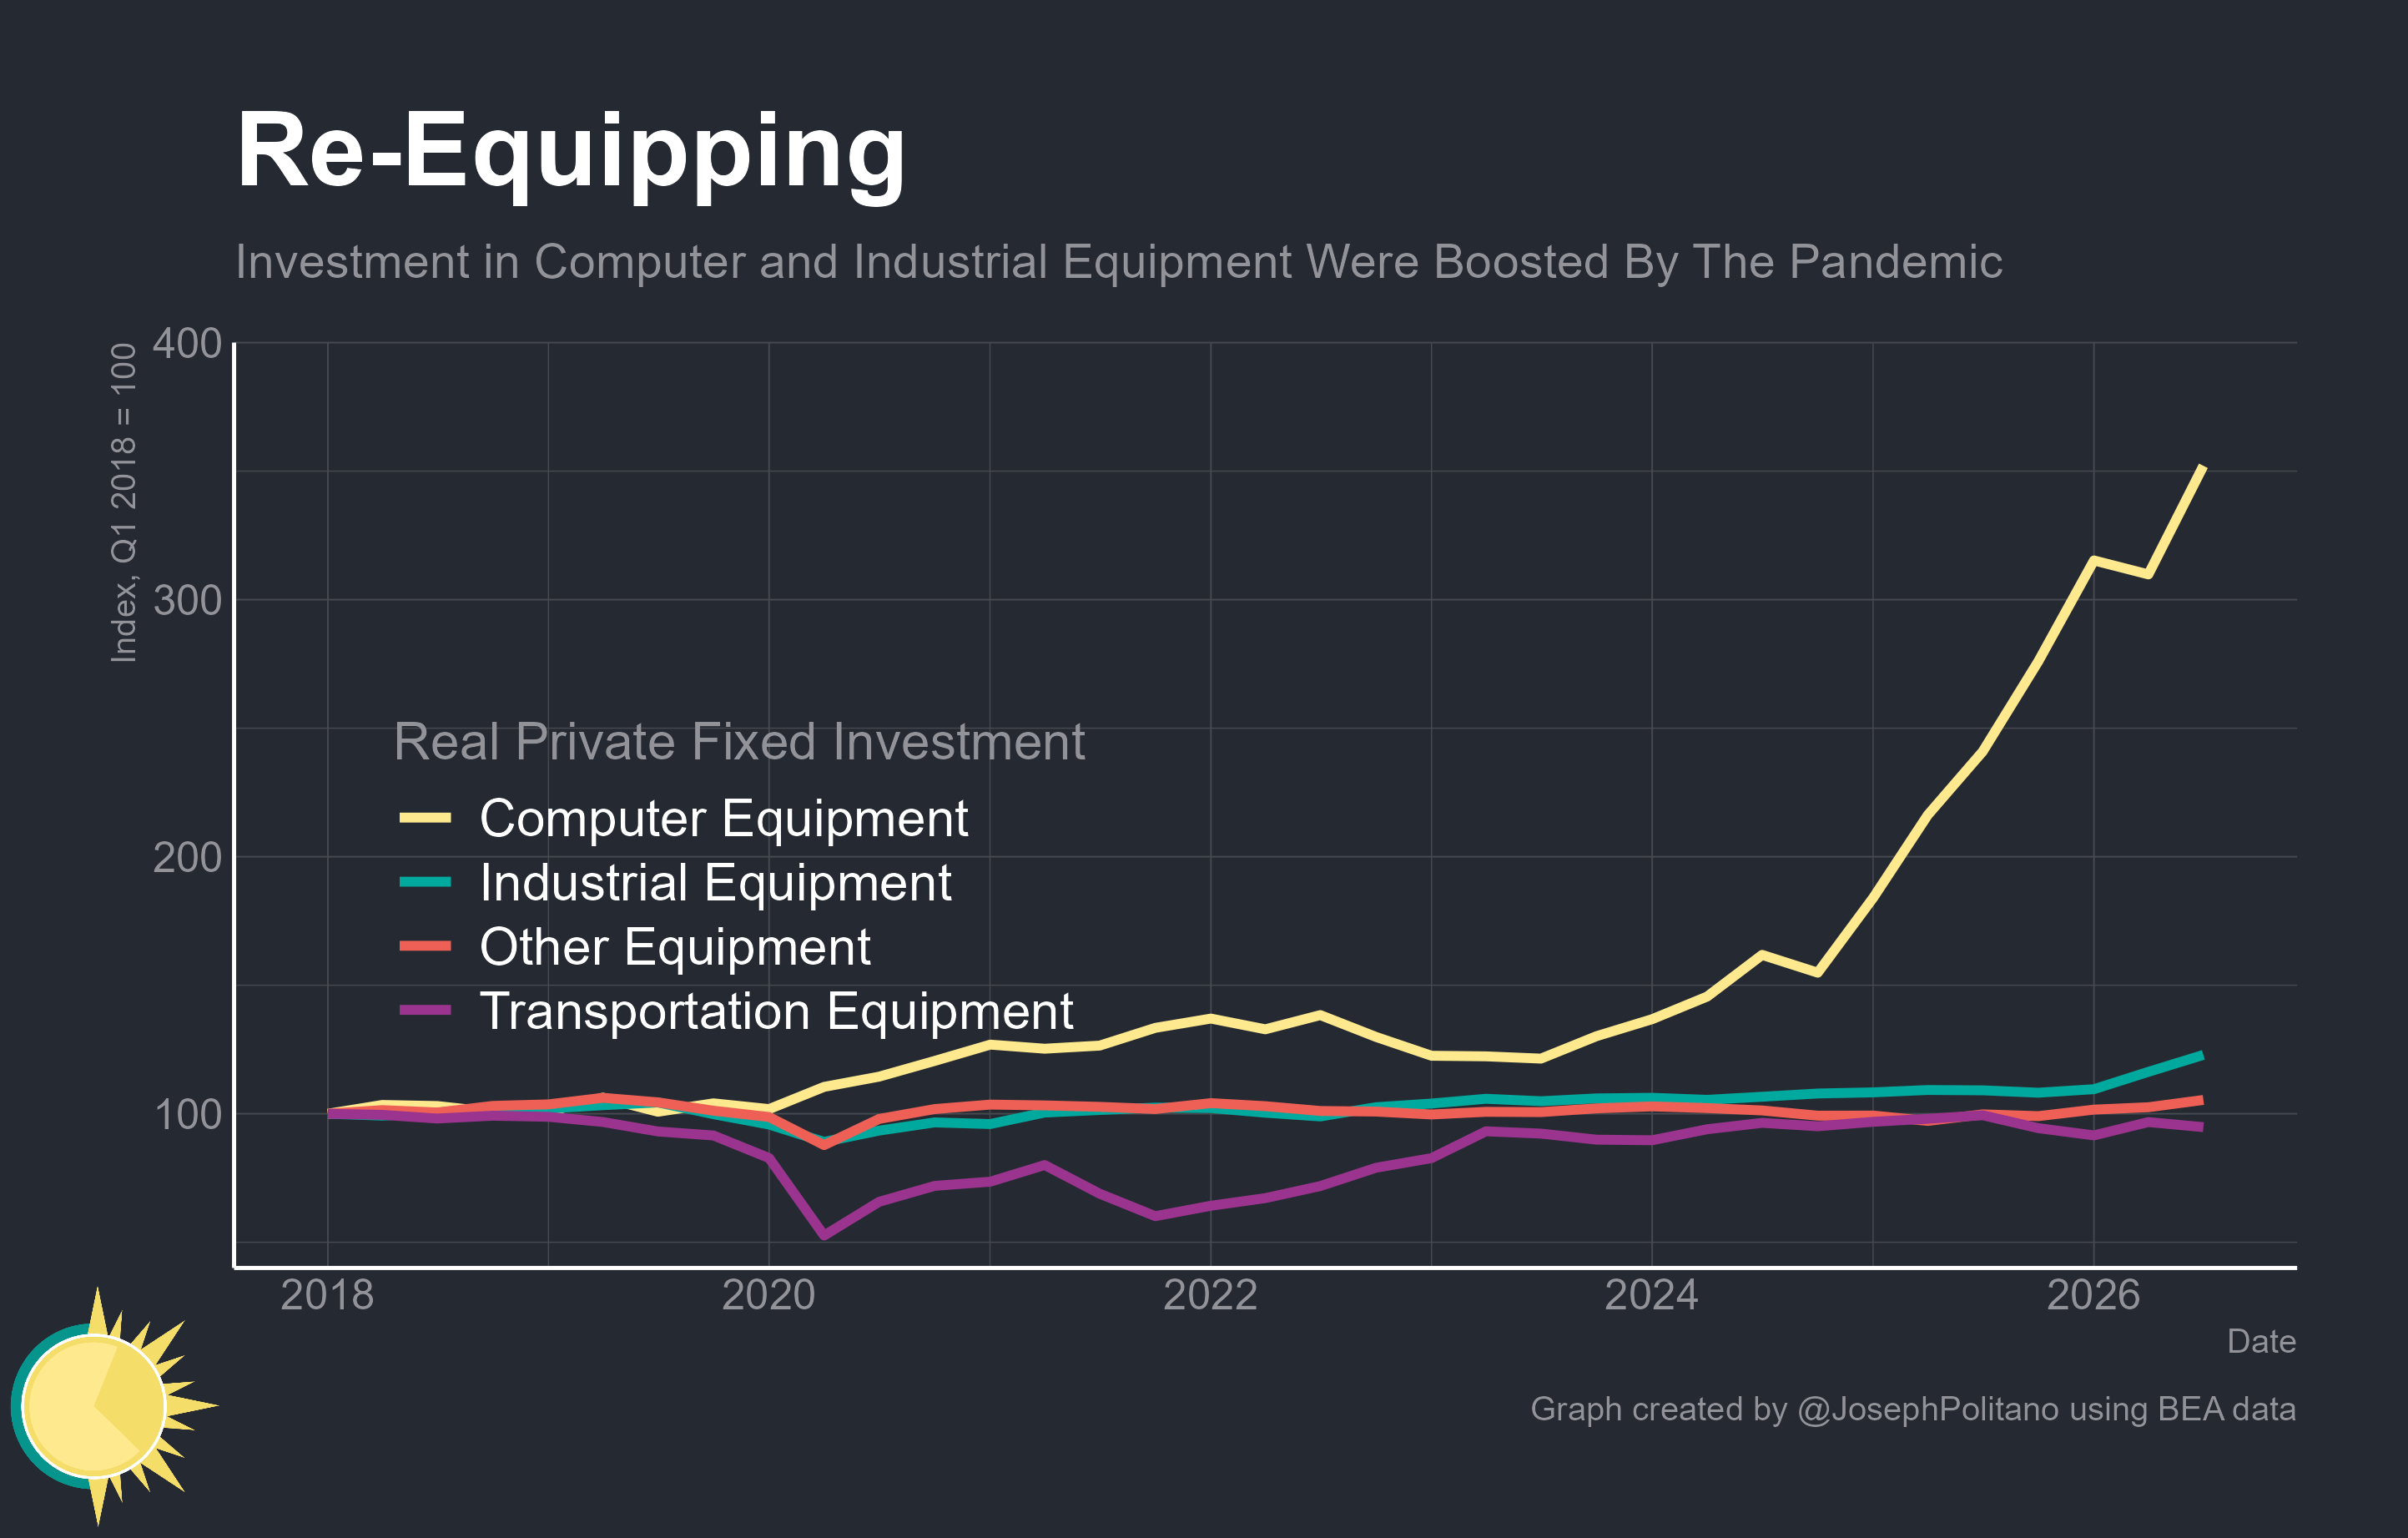 Re-Equipping
Investment in Computer and Industrial Equipment Were Boosted By The Pandemic
Index, Q1 2018 = 100
400
300
200
100
Real Private Fixed Investment
Computer Equipment
Industrial Equipment
Other Equipment
Transportation Equipment
2018 2020 2022 2024 2026
Date
Graph created by @JosephPolitano using BEA data